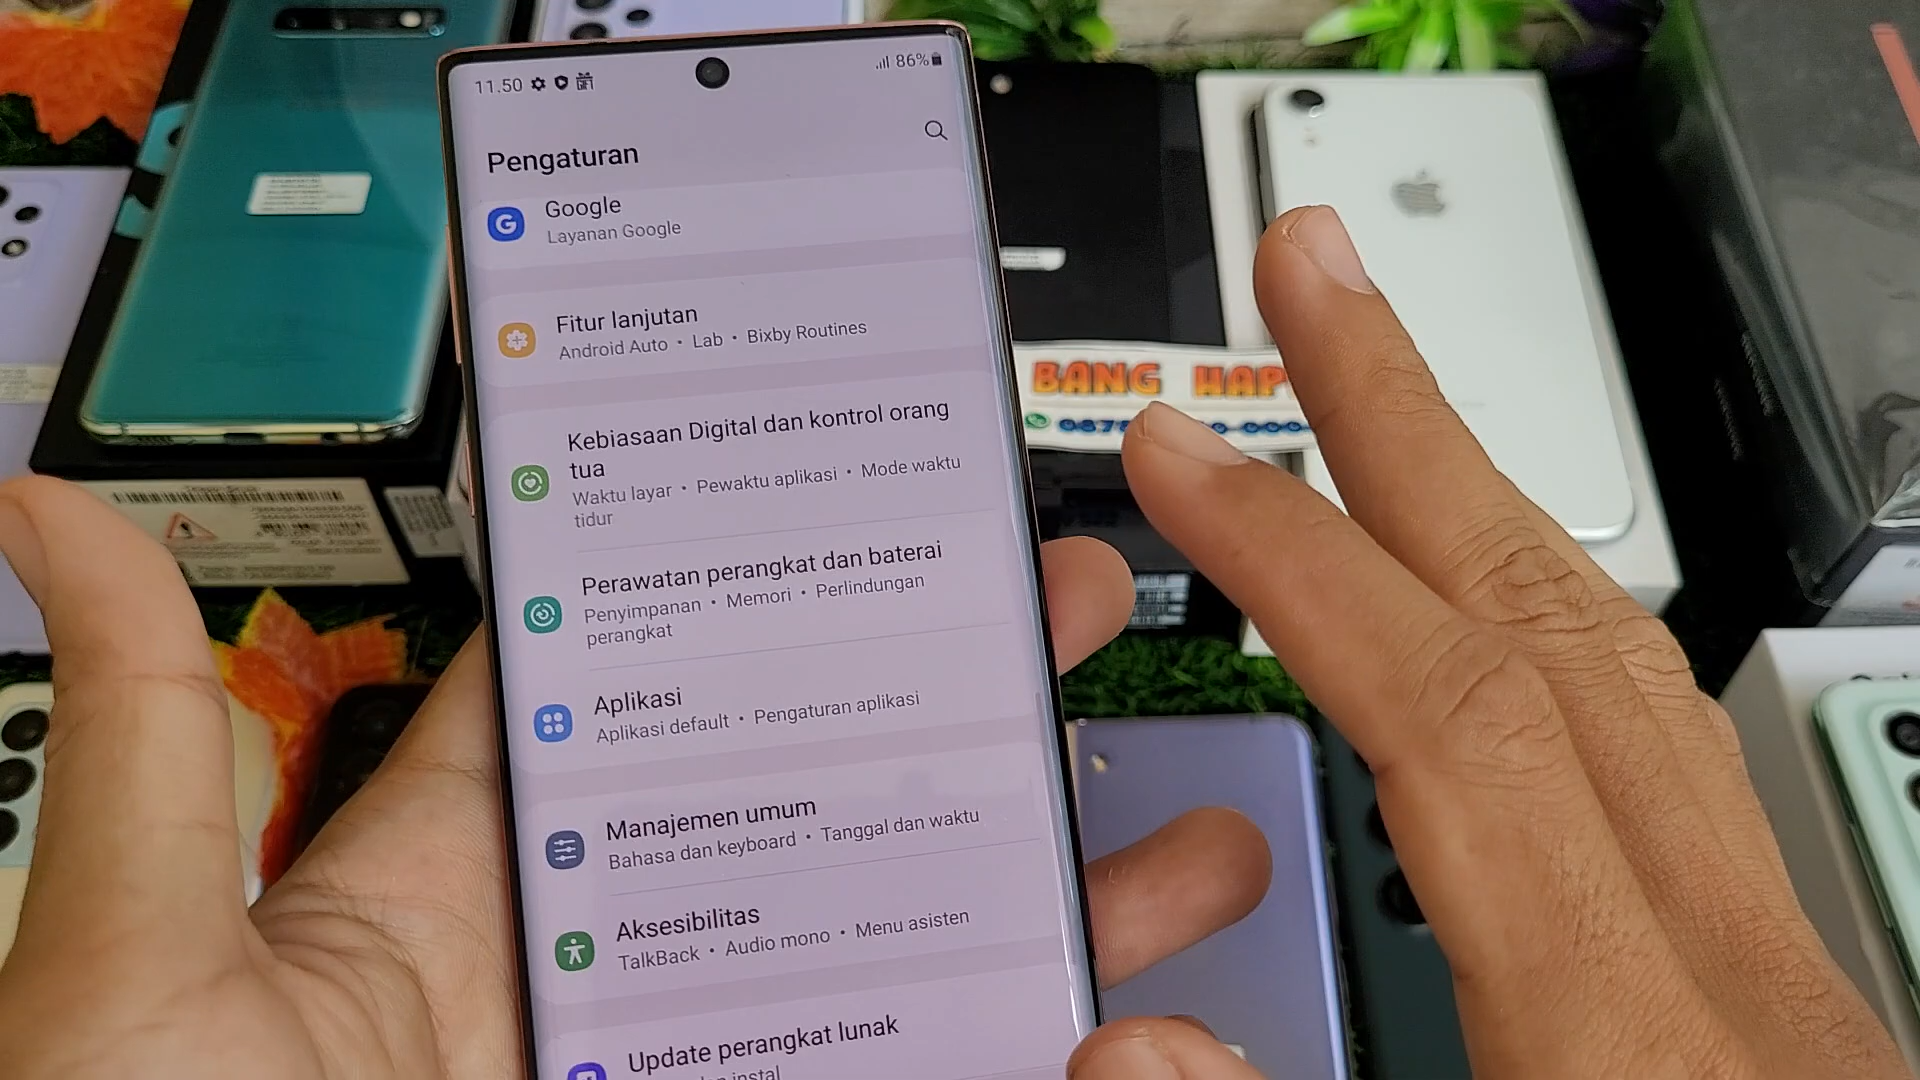 11.50
86%
Pengaturan
Google
Layanan Google
Fitur lanjutan
Android Auto • Lab • Bixby Routines
Kebiasaan Digital dan kontrol orang
tua
Waktu layar • Pewaktu aplikasi • Mode waktu
tidur
Perawatan perangkat dan baterai
Penyimpanan • Memori • Perlindungan
perangkat
Aplikasi
Aplikasi default • Pengaturan aplikasi
Manajemen umum
Bahasa dan keyboard • Tanggal dan waktu
Aksesibilitas
TalkBack • Audio mono • Menu asisten
Update perangkat lunak
instal
BANG HAP